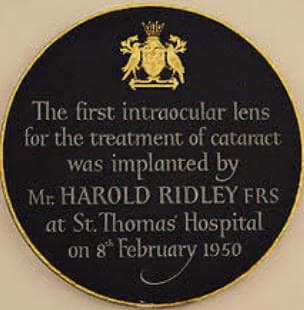 The first intraocular lens
for the treatment of cataract
was implanted by
Mr. HAROLD RIDLEY FRS
at St. Thomas' Hospital
on 8th February 1950